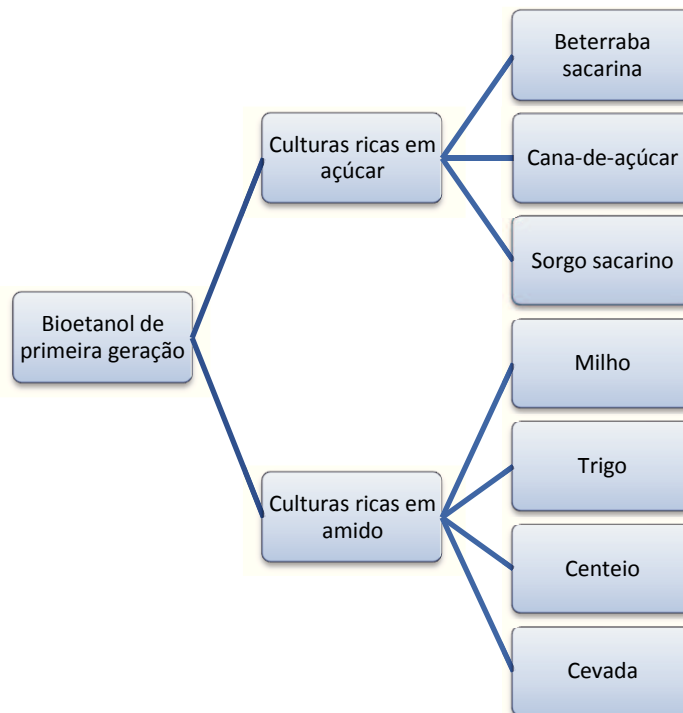 Beterraba
sacarina
Culturas ricas em
açúcar
Cana-de-açúcar
Sorgo sacarino
Bioetanol de
primeira geração
Milho
Trigo
Culturas ricas em
amido
Centeio
Cevada